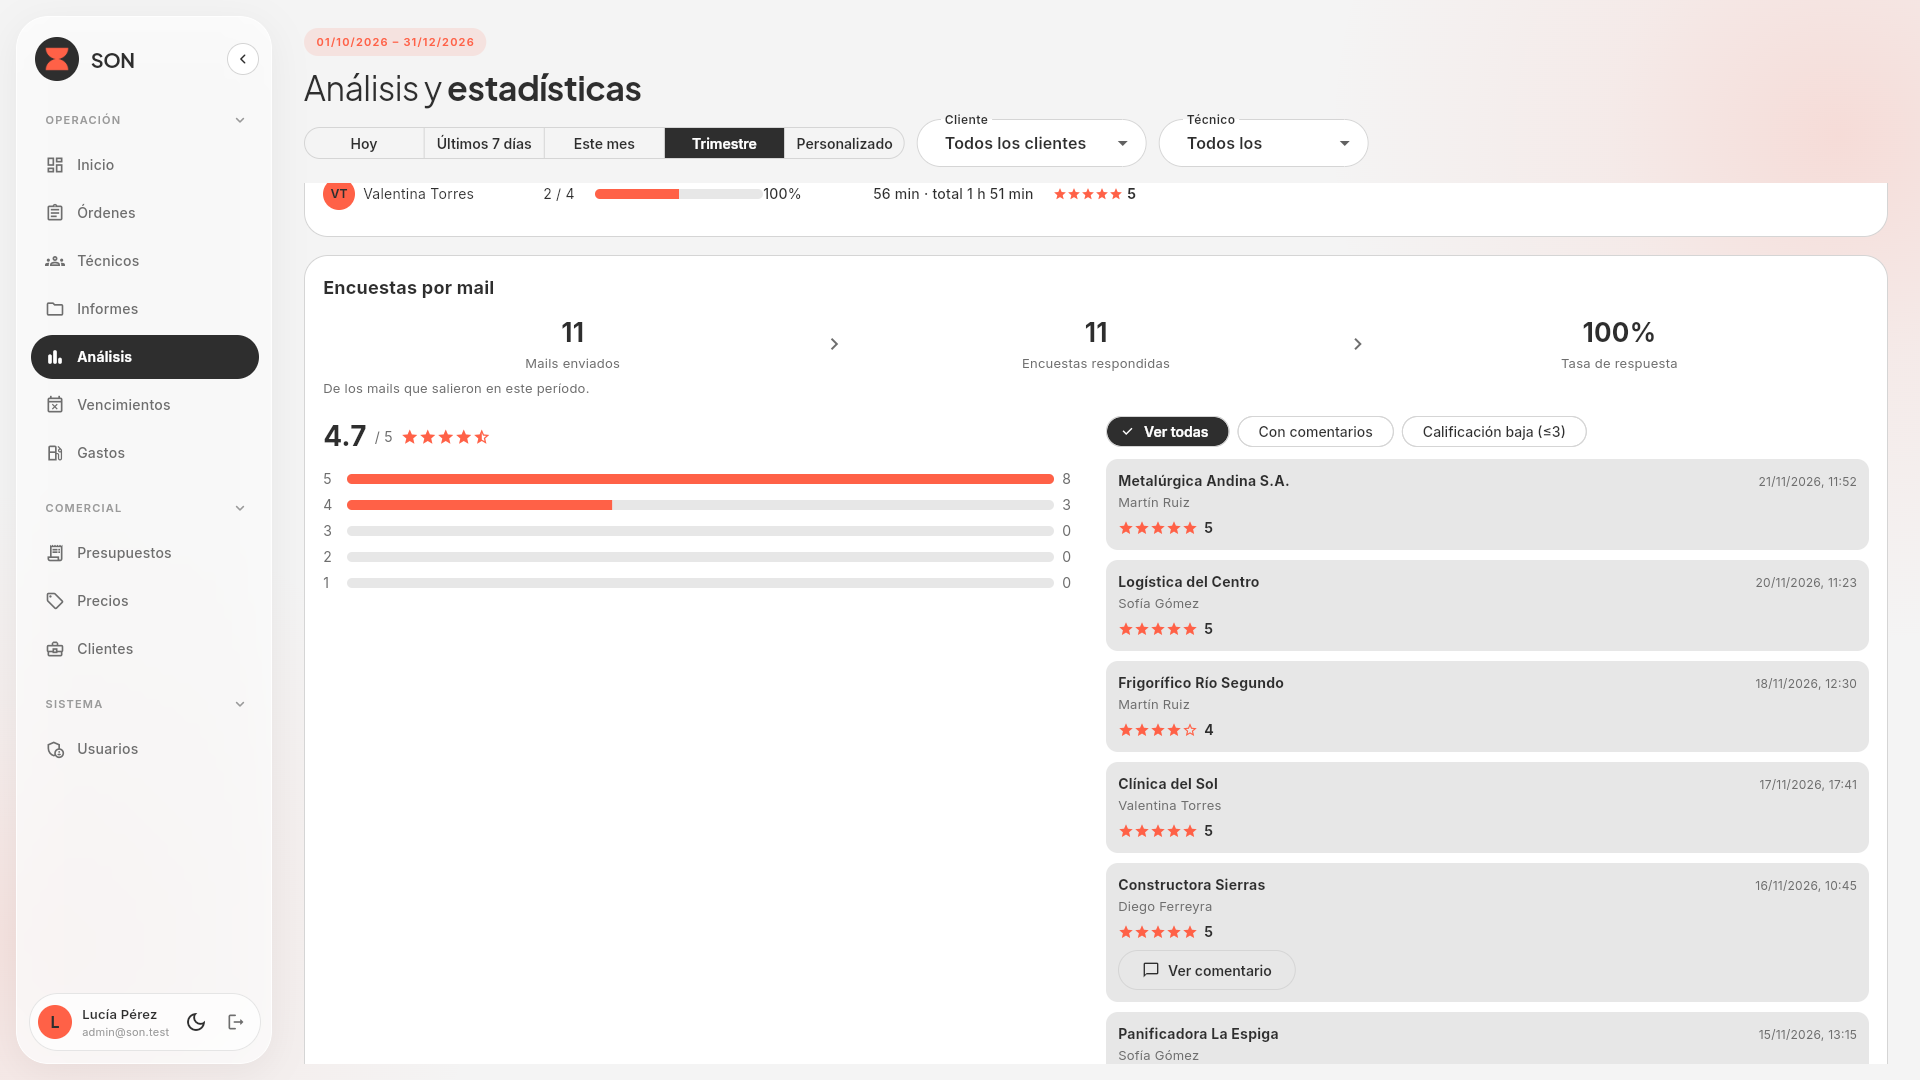 SON
OPERACIÓN
Inicio
Órdenes
Técnicos
Informes
Análisis
Vencimientos
Gastos
COMERCIAL
Presupuestos
Precios
Clientes
SISTEMA
Usuarios
L
Lucía Pérez
admin@son.test
01/10/2026 – 31/12/2026
Análisis y estadísticas
Hoy
Últimos 7 días
Este mes
Trimestre
Personalizado
Cliente
Todos los clientes
Técnico
Todos los
VT Valentina Torres 2 / 4 100% 56 min · total 1 h 51 min 5
Encuestas por mail
11
Mails enviados
11
Encuestas respondidas
100%
Tasa de respuesta
De los mails que salieron en este período.
4.7 / 5
5 8
4 3
3 0
2 0
1 0
Ver todas
Con comentarios
Calificación baja (≤3)
Metalúrgica Andina S.A. 21/11/2026, 11:52
Martín Ruiz
5
Logística del Centro 20/11/2026, 11:23
Sofía Gómez
5
Frigorífico Río Segundo 18/11/2026, 12:30
Martín Ruiz
4
Clínica del Sol 17/11/2026, 17:41
Valentina Torres
5
Constructora Sierras 16/11/2026, 10:45
Diego Ferreyra
5
Ver comentario
Panificadora La Espiga 15/11/2026, 13:15
Sofía Gómez